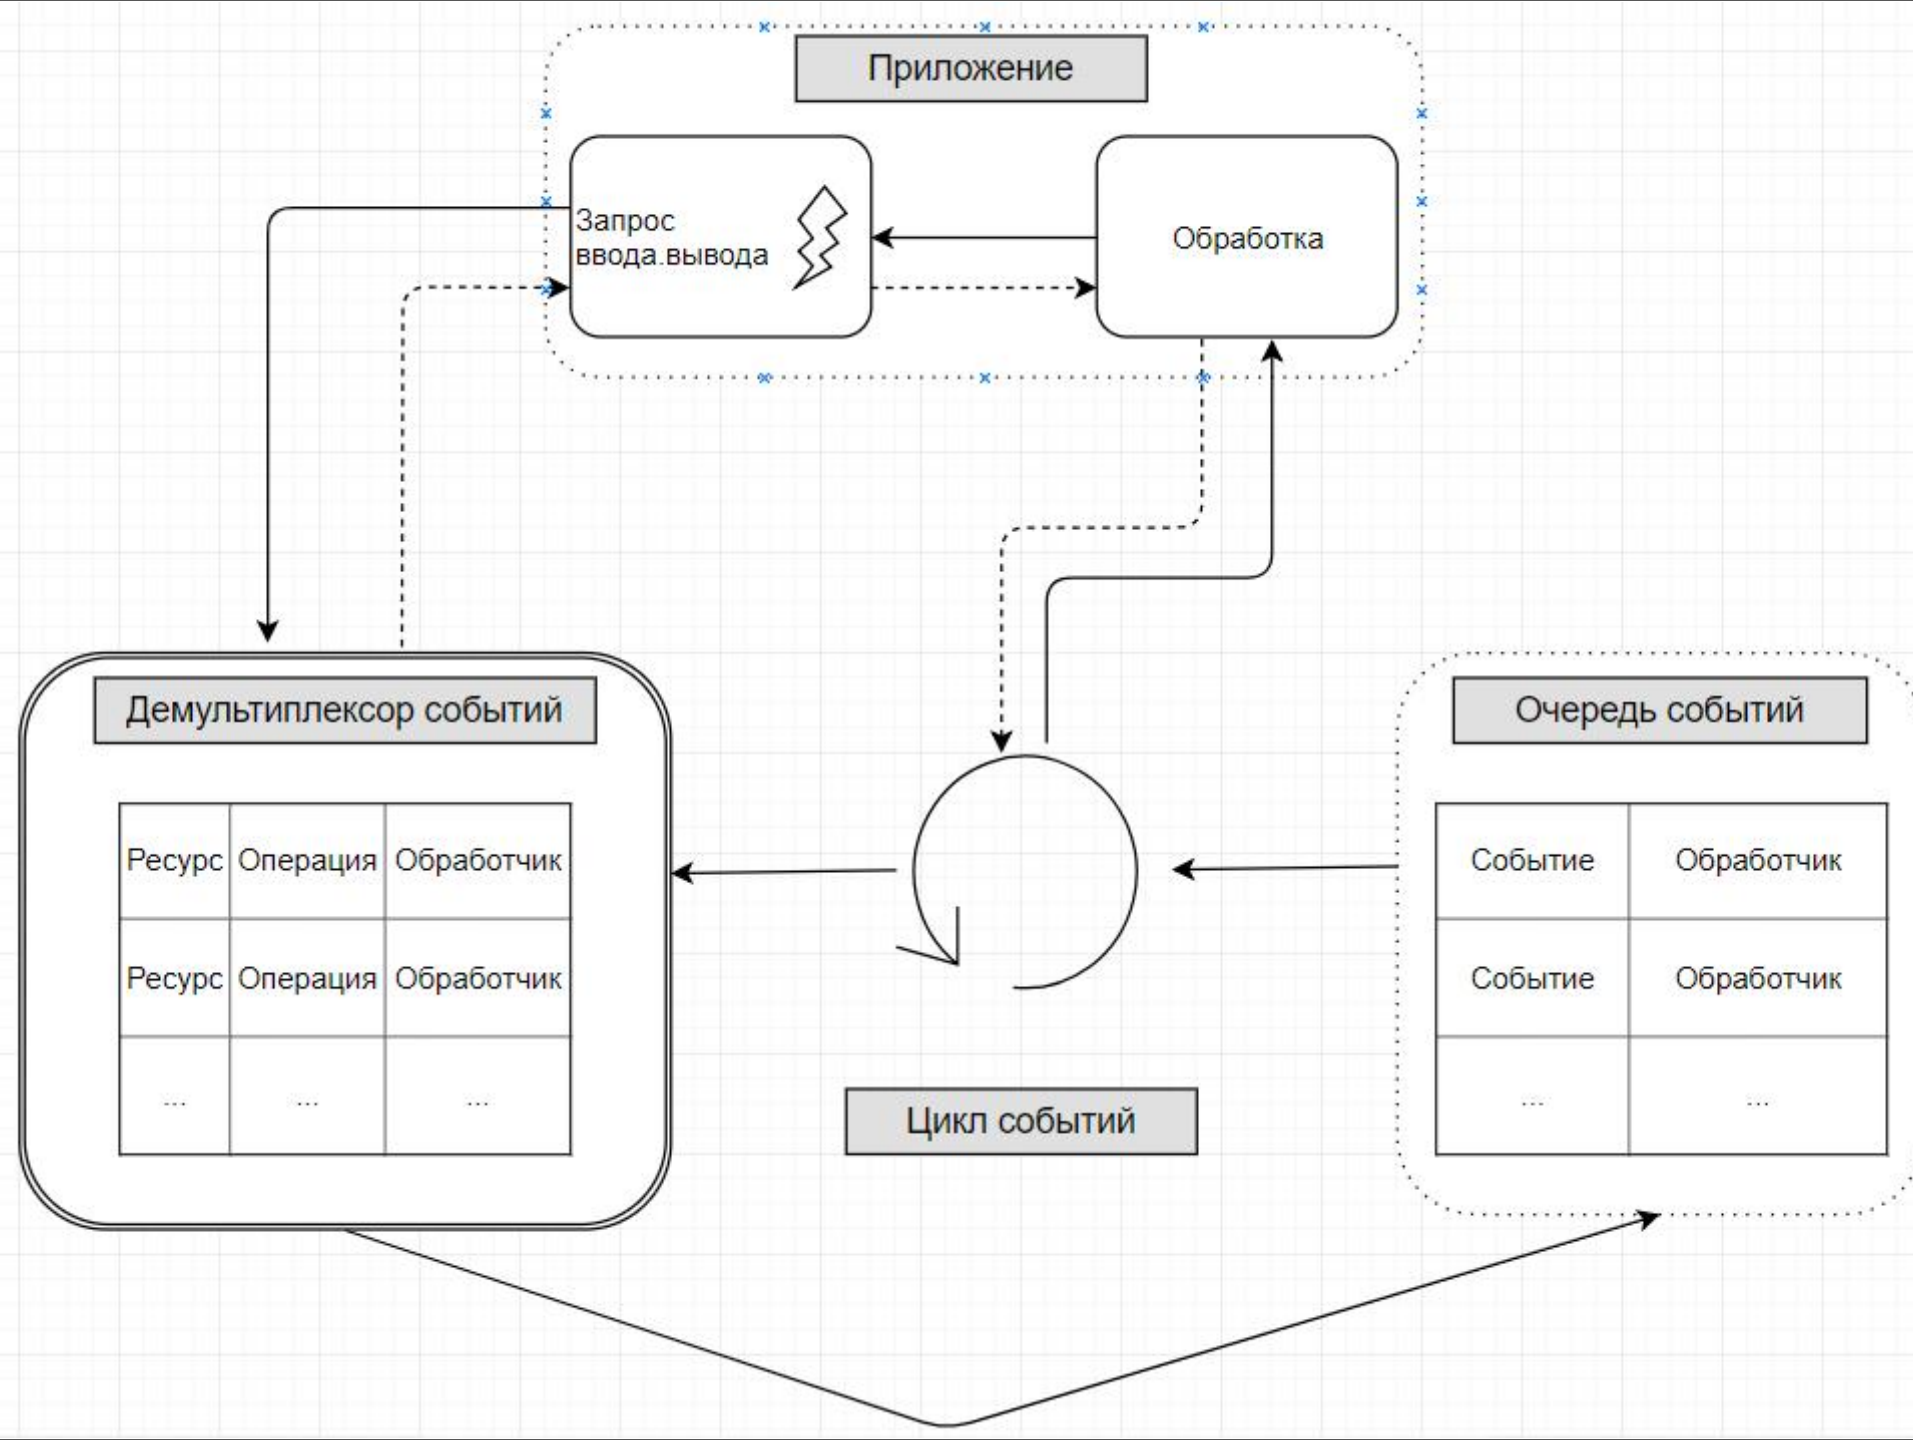 Приложение
Запрос
ввода.вывода
Обработка
Демультиплексор событий
Ресурс Операция Обработчик
Ресурс Операция Обработчик
... ... ...
Цикл событий
Очередь событий
Событие Обработчик
Событие Обработчик
... ...